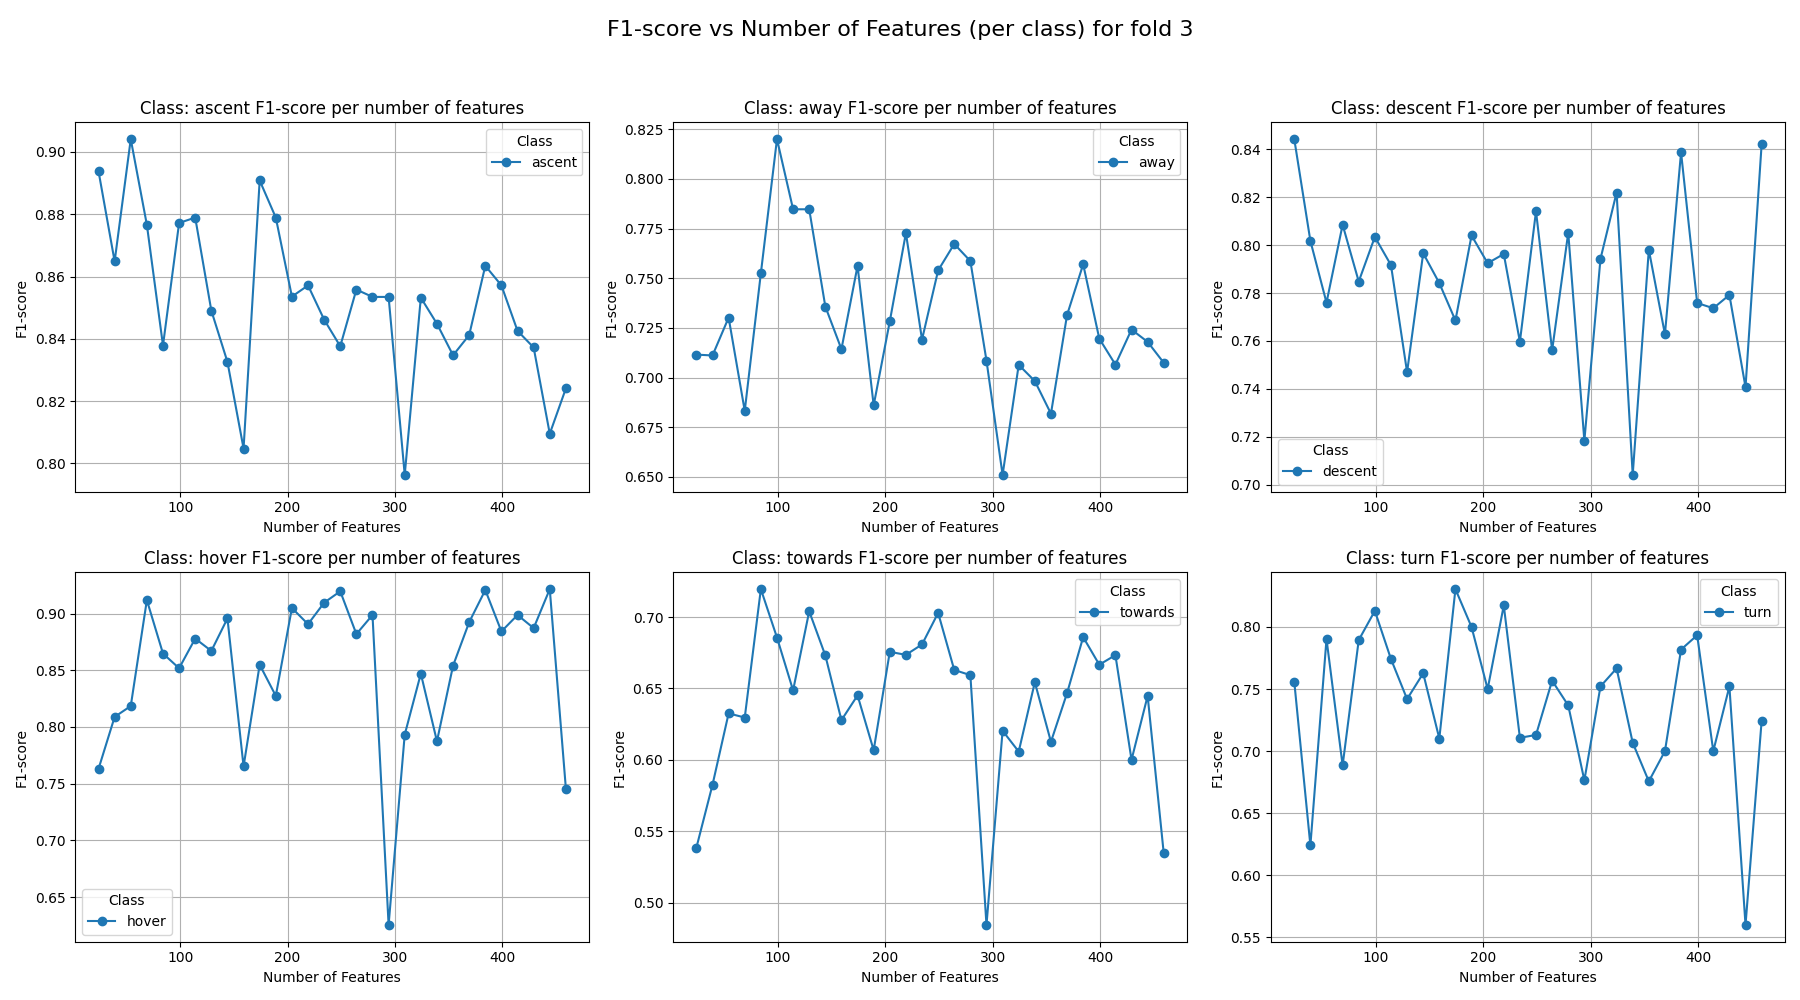 F1-score vs Number of Features (per class) for fold 3
Class: ascent F1-score per number of features
F1-score
0.90
0.88
0.86
0.84
0.82
0.80
Class
ascent
100 200 300 400
Number of Features
Class: away F1-score per number of features
F1-score
0.825
0.800
0.775
0.750
0.725
0.700
0.675
0.650
Class
away
100 200 300 400
Number of Features
Class: descent F1-score per number of features
F1-score
0.84
0.82
0.80
0.78
0.76
0.74
0.72
0.70
Class
descent
100 200 300 400
Number of Features
Class: hover F1-score per number of features
F1-score
0.90
0.85
0.80
0.75
0.70
0.65
Class
hover
100 200 300 400
Number of Features
Class: towards F1-score per number of features
F1-score
0.70
0.65
0.60
0.55
0.50
Class
towards
100 200 300 400
Number of Features
Class: turn F1-score per number of features
F1-score
0.80
0.75
0.70
0.65
0.60
0.55
Class
turn
100 200 300 400
Number of Features